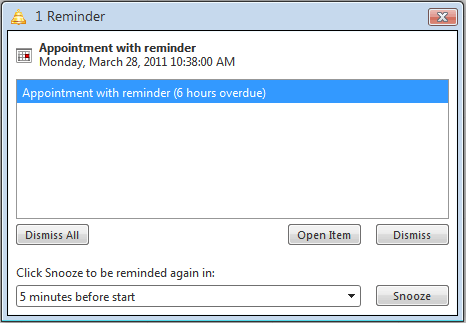 1 Reminder
Appointment with reminder
Monday, March 28, 2011 10:38:00 AM
Appointment with reminder (6 hours overdue)
Dismiss All Open Item Dismiss
Click Snooze to be reminded again in:
5 minutes before start Snooze